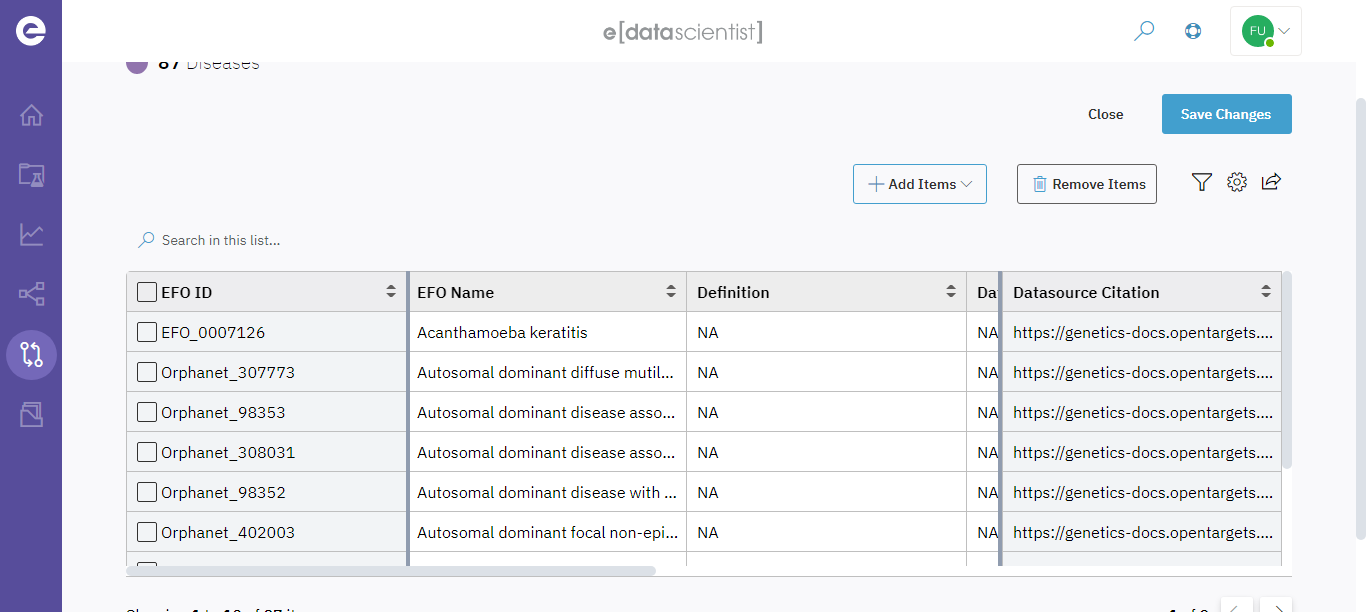 e[datascientist]
FU
87 Diseases
Close
Save Changes
Add Items
Remove Items
Search in this list...
EFO ID EFO Name Definition Da Datasource Citation
EFO_0007126 Acanthamoeba keratitis NA NA https://genetics-docs.opentargets....
Orphanet_307773 Autosomal dominant diffuse mutil... NA NA https://genetics-docs.opentargets....
Orphanet_98353 Autosomal dominant disease asso... NA NA https://genetics-docs.opentargets....
Orphanet_308031 Autosomal dominant disease asso... NA NA https://genetics-docs.opentargets....
Orphanet_98352 Autosomal dominant disease with ... NA NA https://genetics-docs.opentargets....
Orphanet_402003 Autosomal dominant focal non-epi... NA NA https://genetics-docs.opentargets....